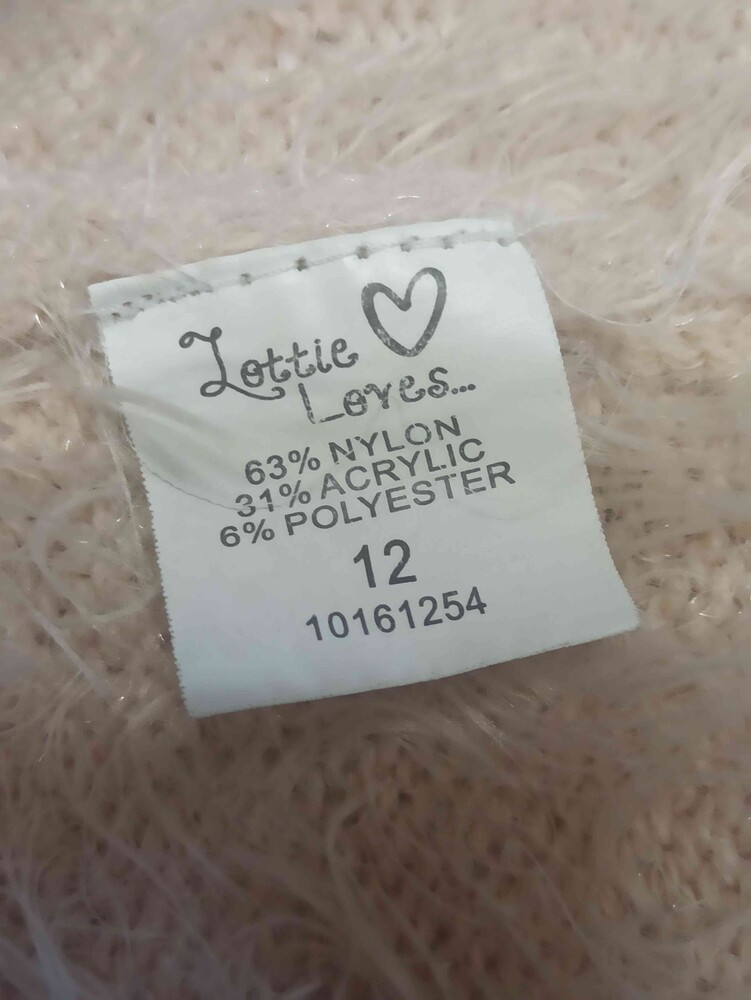 Lottie
Loves...
63% NYLON
31% ACRYLIC
6% POLYESTER
12
10161254